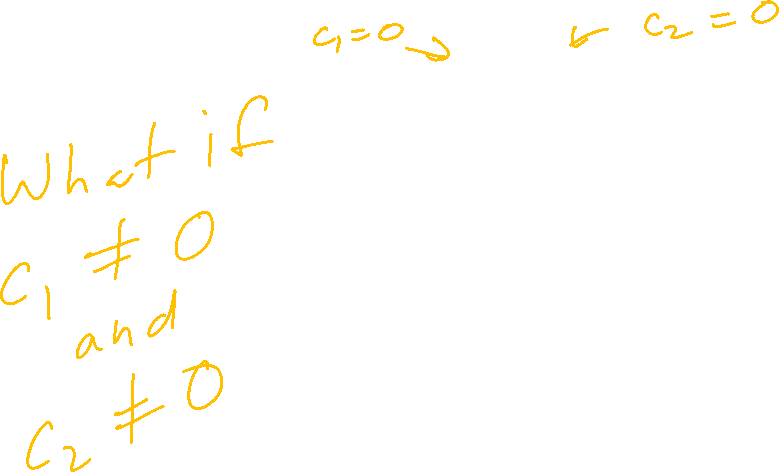 c₁ = 0 → ← c₂ = 0
What if
c₁ ≠ 0
and
c₂ ≠ 0